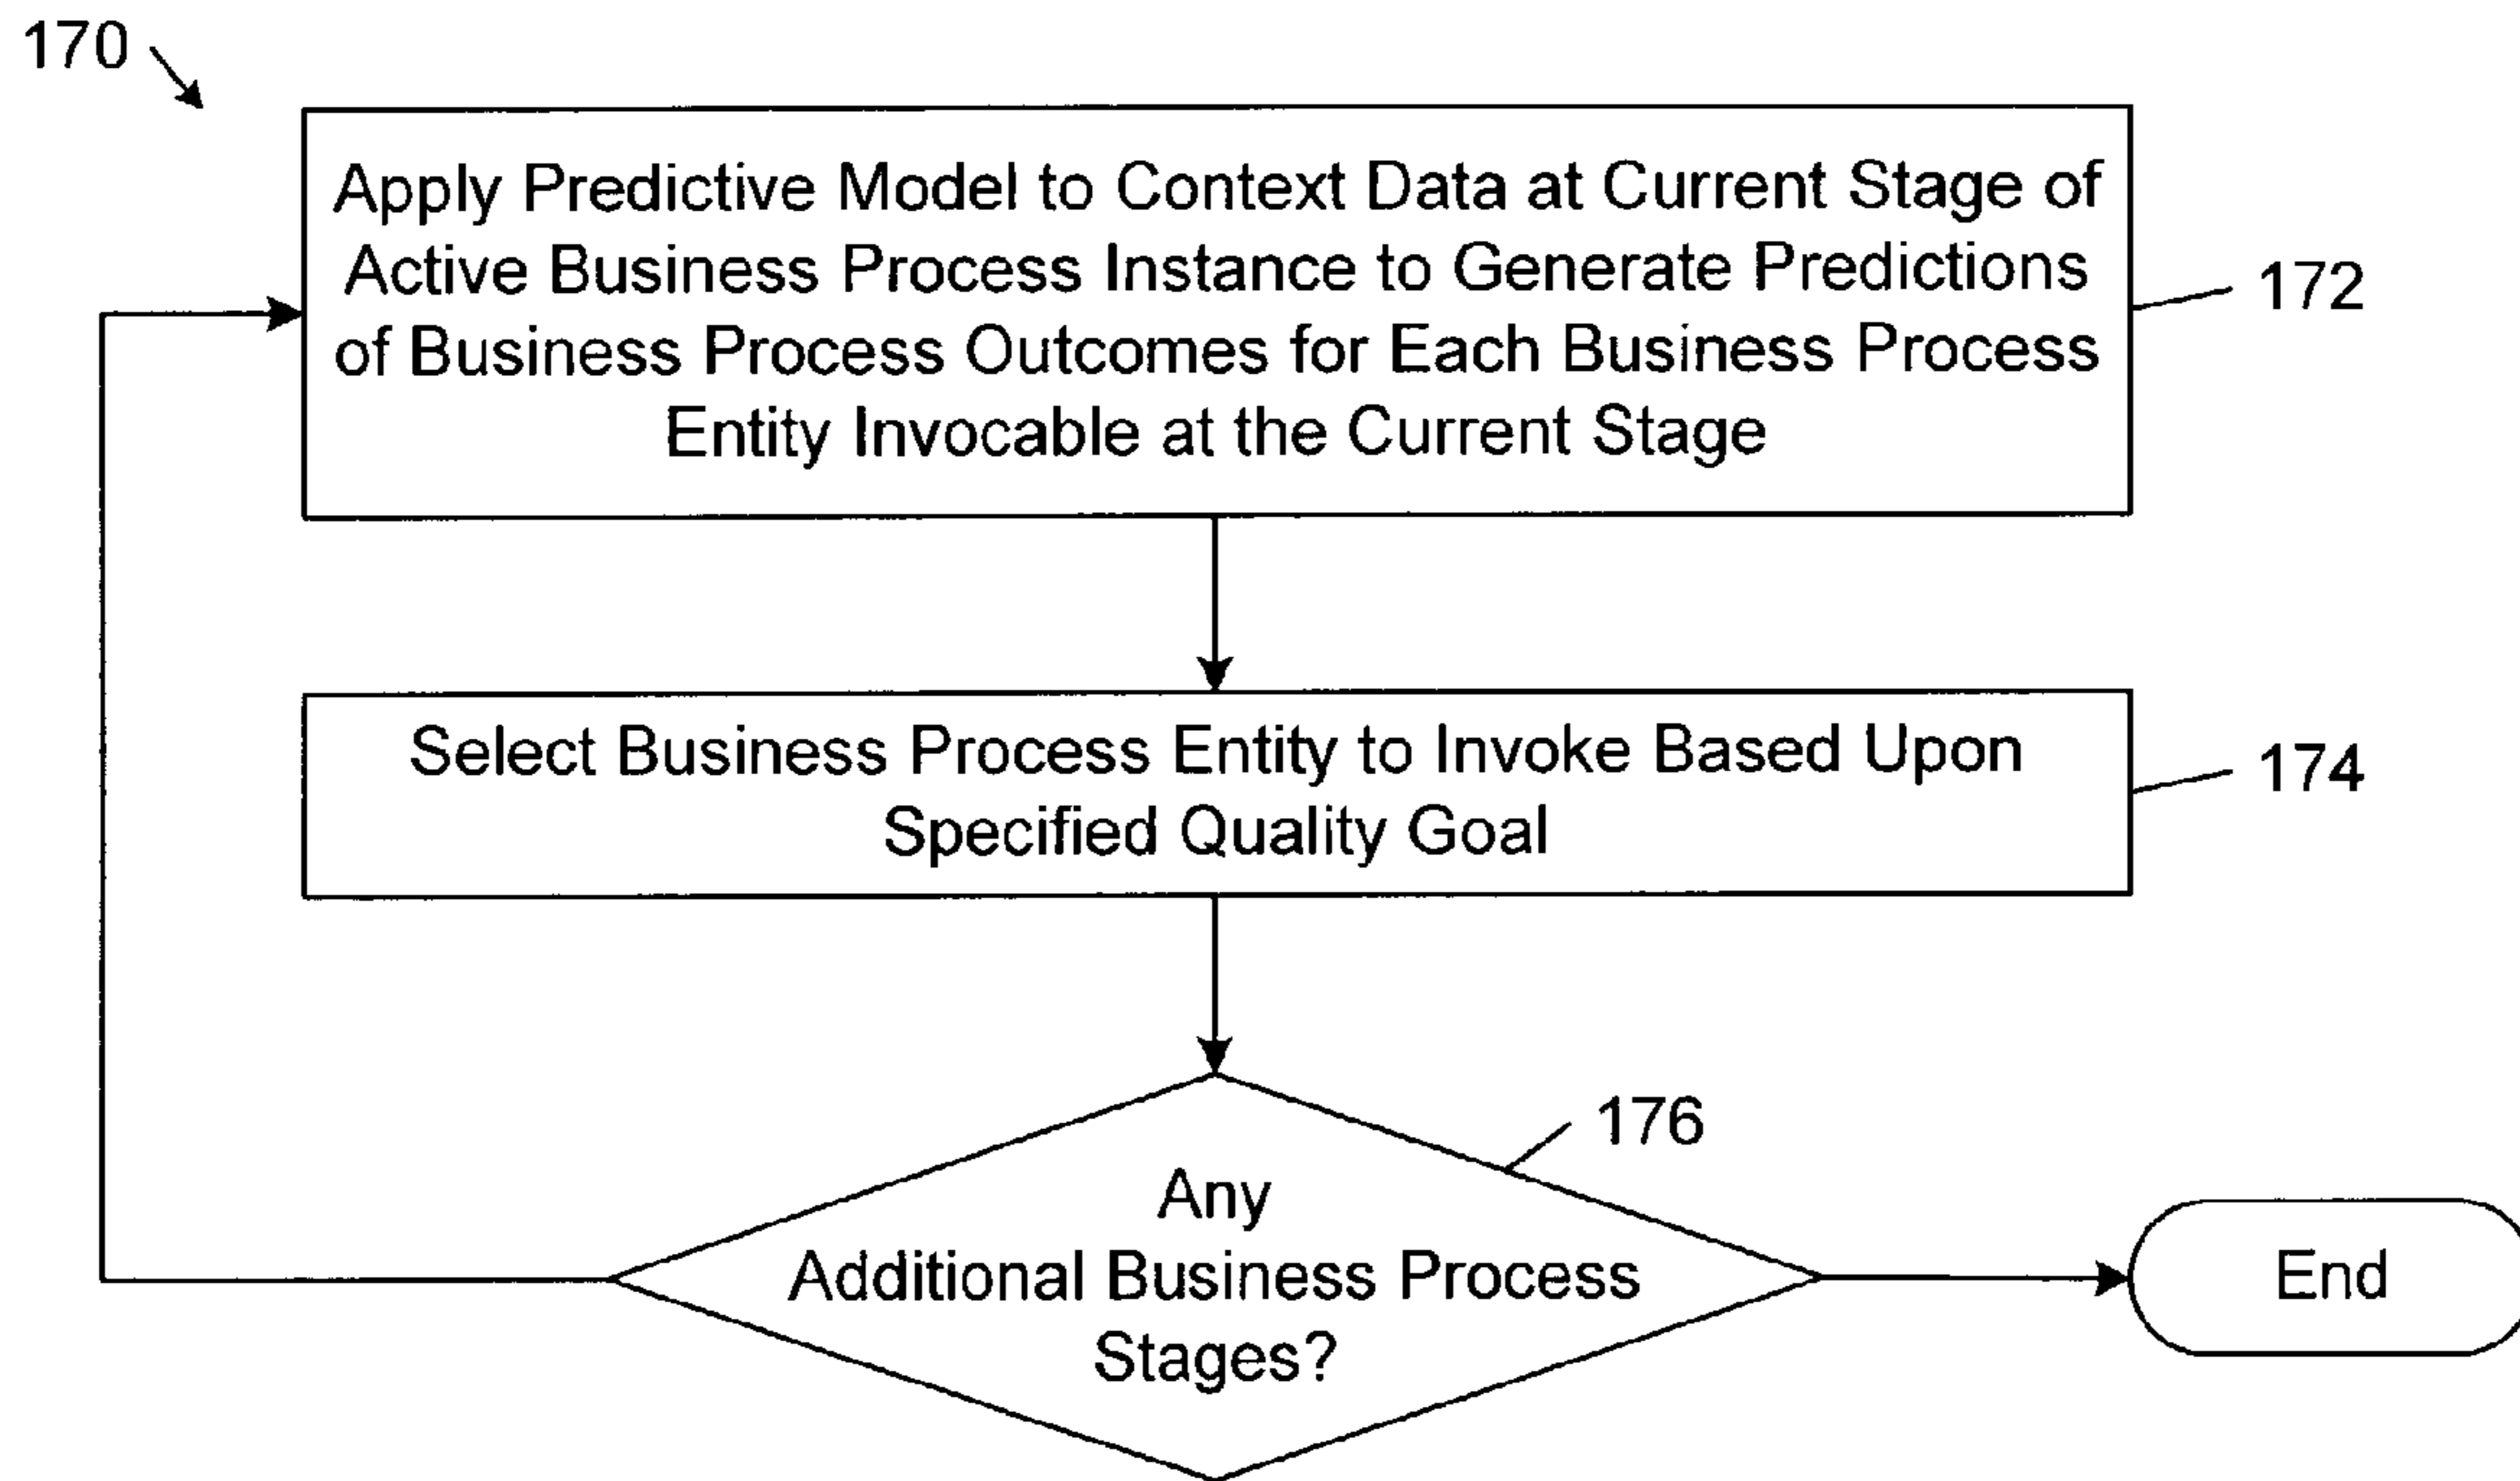 170
Apply Predictive Model to Context Data at Current Stage of
Active Business Process Instance to Generate Predictions
of Business Process Outcomes for Each Business Process
Entity Invocable at the Current Stage
172
Select Business Process Entity to Invoke Based Upon
Specified Quality Goal
174
176
Any
Additional Business Process
Stages?
End